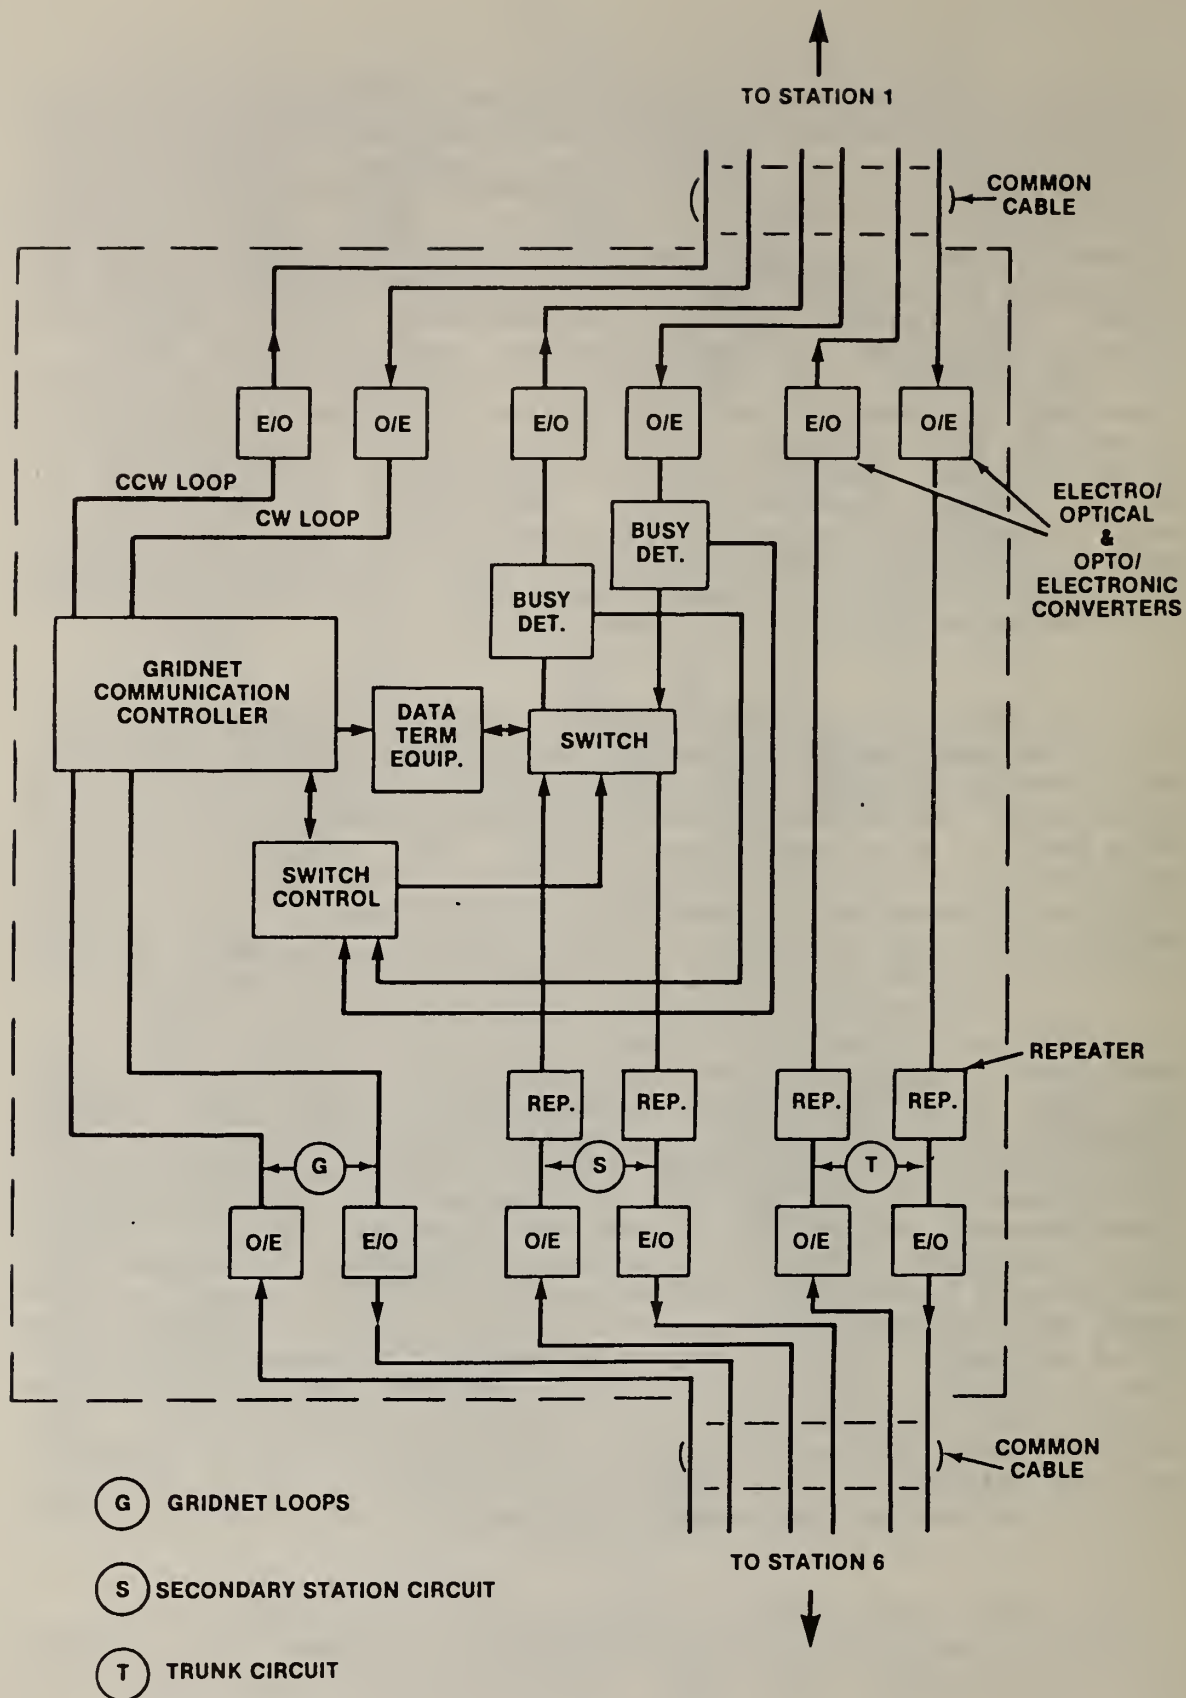 TO STATION 1
COMMON
CABLE
E/O
O/E
E/O
O/E
E/O
O/E
CCW LOOP
CW LOOP
ELECTRO/
OPTICAL
&
OPTO/
ELECTRONIC
CONVERTERS
BUSY
DET.
BUSY
DET.
GRIDNET
COMMUNICATION
CONTROLLER
DATA
TERM
EQUIP.
SWITCH
SWITCH
CONTROL
REPEATER
REP.
REP.
REP.
REP.
G
S
T
O/E
E/O
O/E
E/O
O/E
E/O
COMMON
CABLE
G GRIDNET LOOPS
TO STATION 6
S SECONDARY STATION CIRCUIT
T TRUNK CIRCUIT